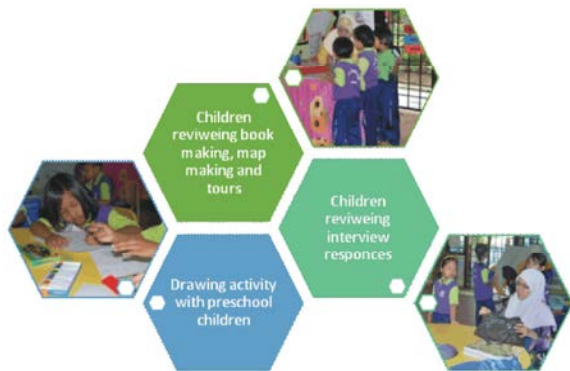 Children
reviweing book
making, map
making and
tours
Children
reviweing
interview
responces
Drawing activity
with preschool
children